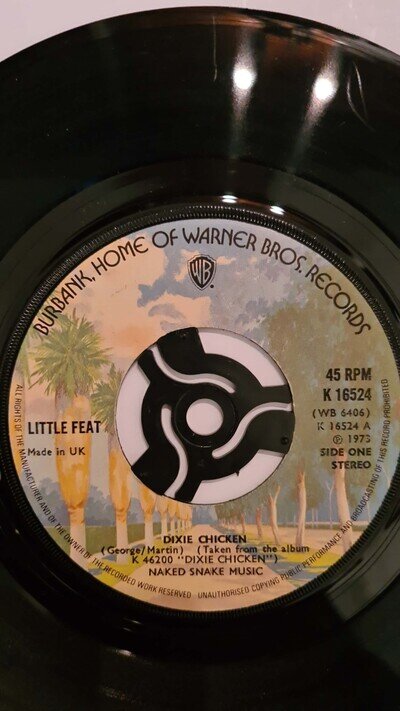 BURBANK, HOME OF WARNER BROS. RECORDS
WB
45 RPM
K 16524
(WB 6406)
K 16524 A
℗ 1973
SIDE ONE
STEREO
LITTLE FEAT
Made in UK
DIXIE CHICKEN
(George/Martin) (Taken from the album
K 46200 "DIXIE CHICKEN")
NAKED SNAKE MUSIC
ALL RIGHTS OF THE MANUFACTURER AND OF THE OWNER OF THE RECORDED WORK RESERVED UNAUTHORISED COPYING PUBLIC PERFORMANCE AND BROADCASTING OF THIS RECORD PROHIBITED